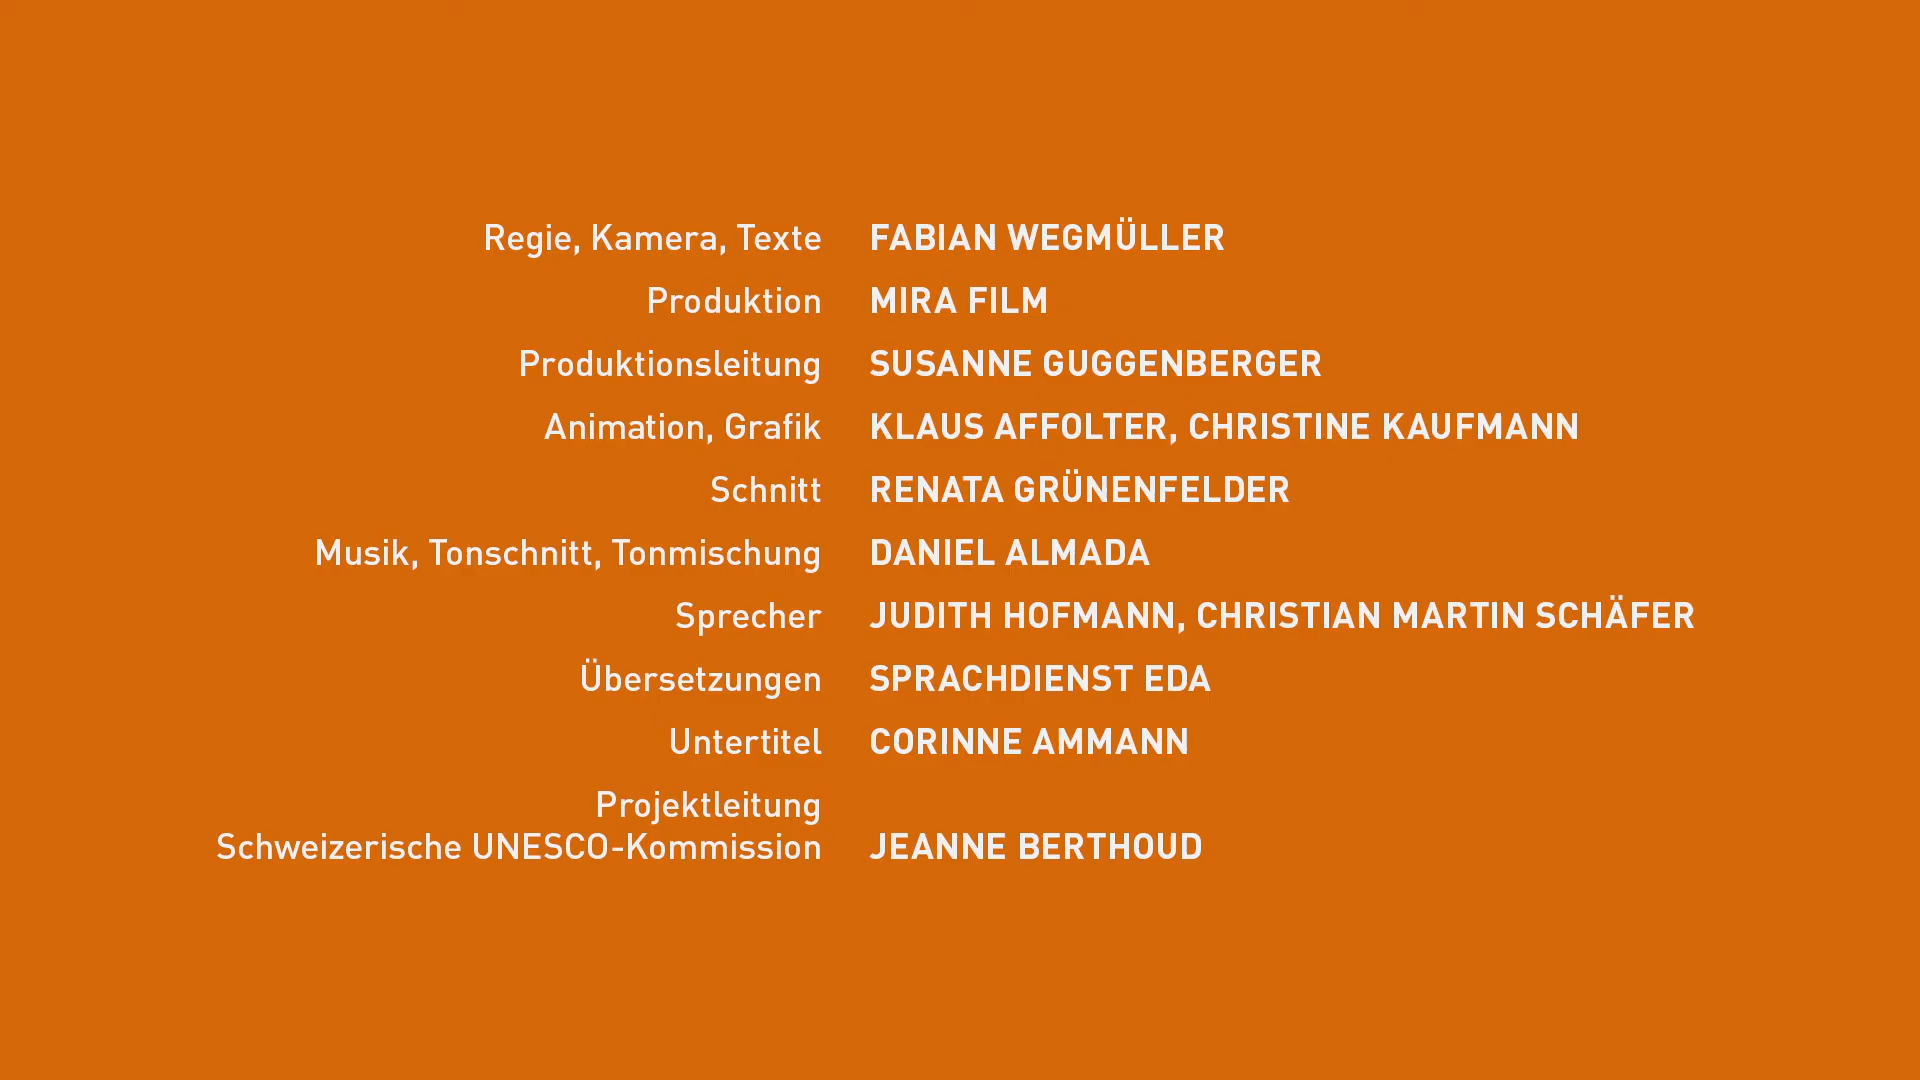 Regie, Kamera, Texte FABIAN WEGMÜLLER
Produktion MIRA FILM
Produktionsleitung SUSANNE GUGGENBERGER
Animation, Grafik KLAUS AFFOLTER, CHRISTINE KAUFMANN
Schnitt RENATA GRÜNENFELDER
Musik, Tonschnitt, Tonmischung DANIEL ALMADA
Sprecher JUDITH HOFMANN, CHRISTIAN MARTIN SCHÄFER
Übersetzungen SPRACHDIENST EDA
Untertitel CORINNE AMMANN
Projektleitung
Schweizerische UNESCO-Kommission JEANNE BERTHOUD